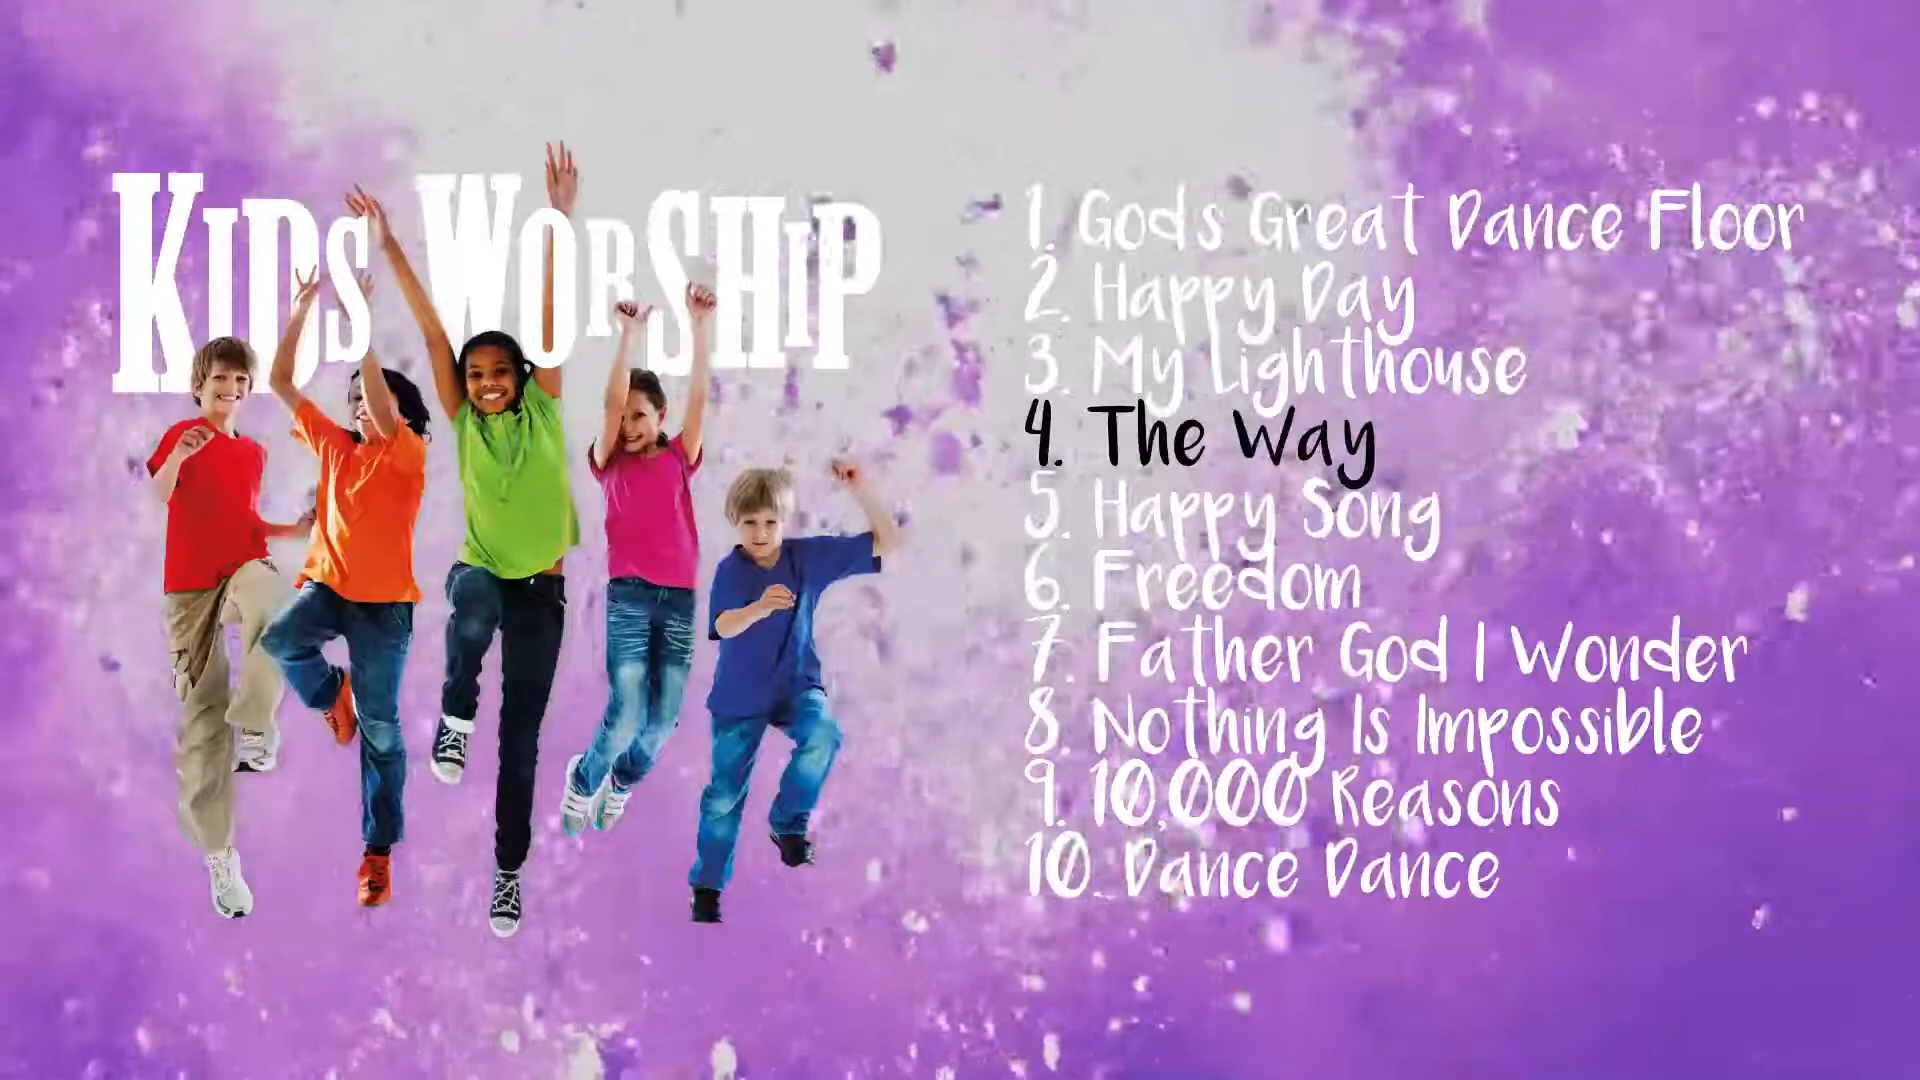 KIDS WORSHIP
1. Gods Great Dance Floor
2. Happy Day
3. My Lighthouse
4. The Way
5. Happy Song
6. Freedom
7. Father God I Wonder
8. Nothing Is Impossible
9. 10,000 Reasons
10. Dance Dance